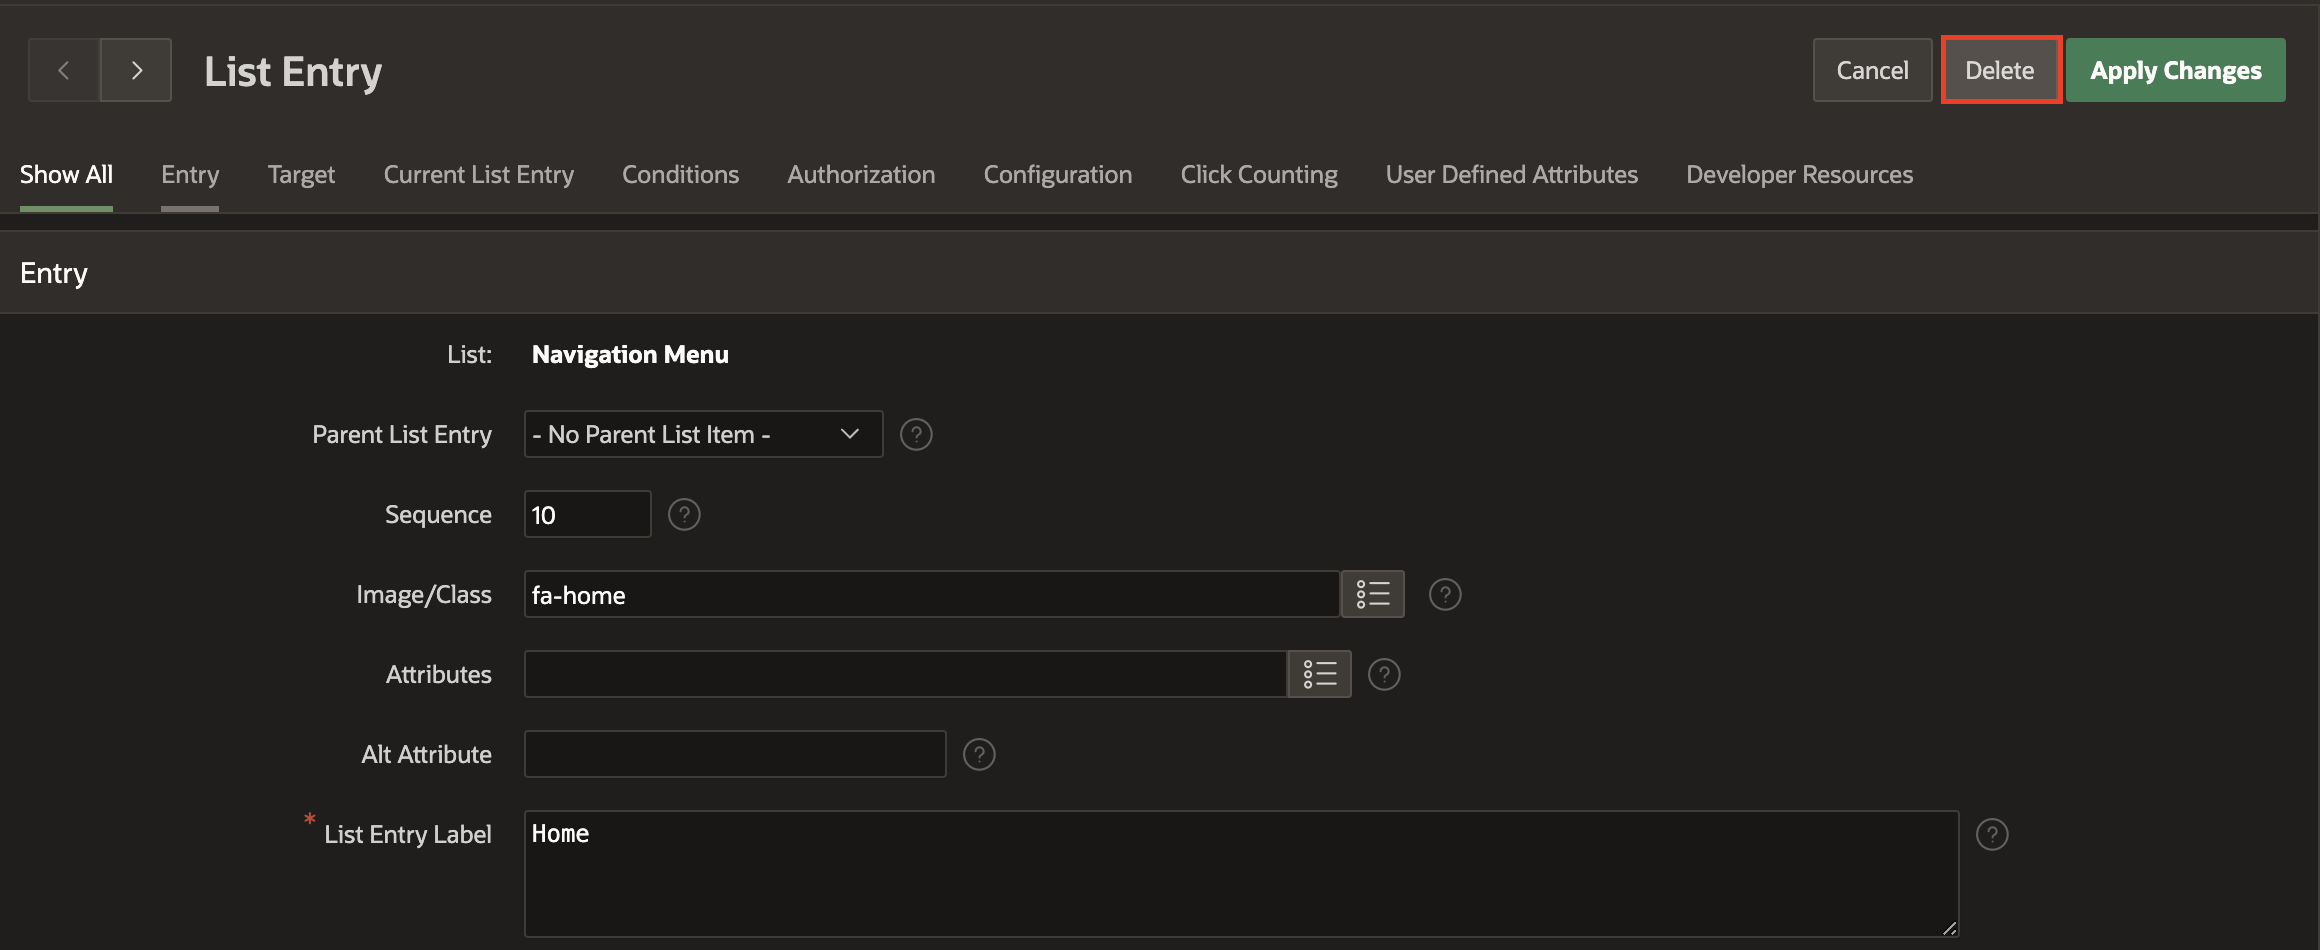 List Entry
Cancel
Delete
Apply Changes
Show All
Entry
Target
Current List Entry
Conditions
Authorization
Configuration
Click Counting
User Defined Attributes
Developer Resources
Entry
List: Navigation Menu
Parent List Entry - No Parent List Item - ?
Sequence 10 ?
Image/Class fa-home ?
Attributes ?
Alt Attribute ?
* List Entry Label Home ?